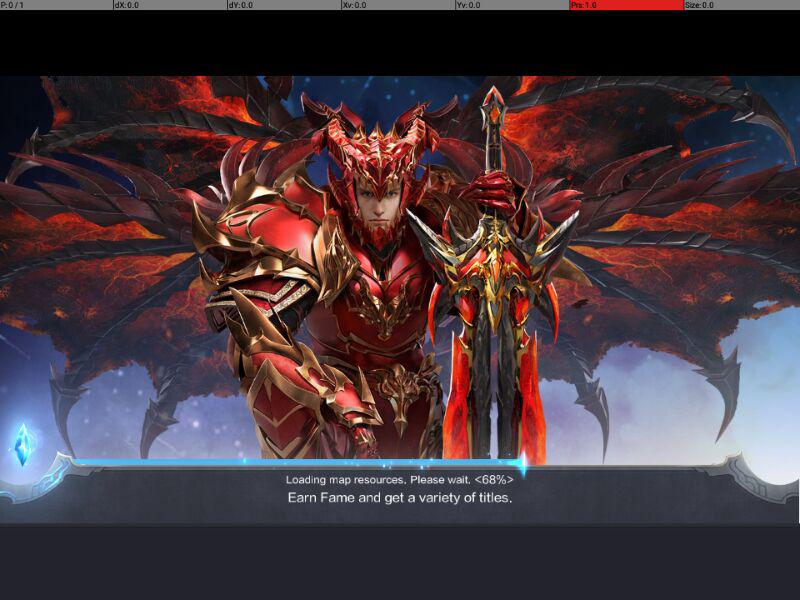 P: 0 / 1 dX: 0.0 dY: 0.0 Xv: 0.0 Yv: 0.0 Prs: 1.0 Size: 0.0
Loading map resources. Please wait. <68%>
Earn Fame and get a variety of titles.